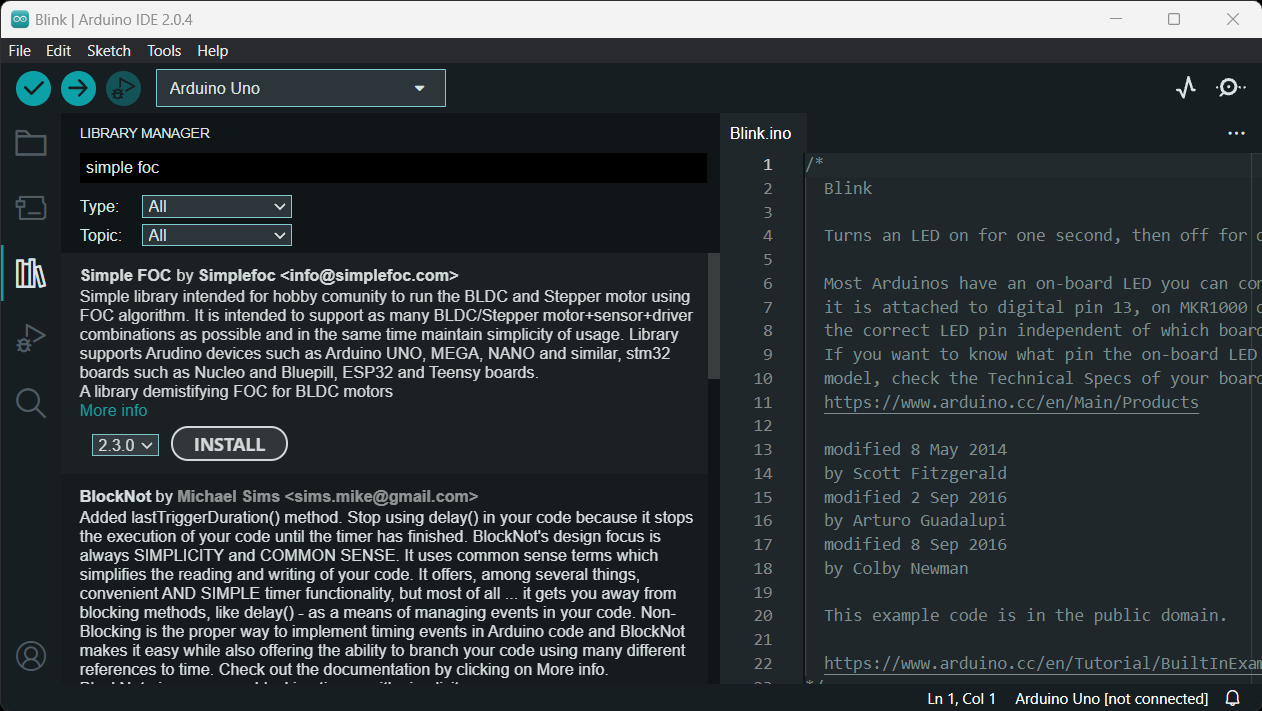 Blink | Arduino IDE 2.0.4
File Edit Sketch Tools Help
Arduino Uno
LIBRARY MANAGER
simple foc
Type: All
Topic: All
Simple FOC by Simplefoc <info@simplefoc.com>
Simple library intended for hobby comunity to run the BLDC and Stepper motor using
FOC algorithm. It is intended to support as many BLDC/Stepper motor+sensor+driver
combinations as possible and in the same time maintain simplicity of usage. Library
supports Arudino devices such as Arduino UNO, MEGA, NANO and similar, stm32
boards such as Nucleo and Bluepill, ESP32 and Teensy boards.
A library demistifying FOC for BLDC motors
More info
2.3.0 INSTALL
BlockNot by Michael Sims <sims.mike@gmail.com>
Added lastTriggerDuration() method. Stop using delay() in your code because it stops
the execution of your code until the timer has finished. BlockNot's design focus is
always SIMPLICITY and COMMON SENSE. It uses common sense terms which
simplifies the reading and writing of your code. It offers, among several things,
convenient AND SIMPLE timer functionality, but most of all ... it gets you away from
blocking methods, like delay() - as a means of managing events in your code. Non-
Blocking is the proper way to implement timing events in Arduino code and BlockNot
makes it easy while also offering the ability to branch your code using many different
references to time. Check out the documentation by clicking on More info.
Blink.ino
1 /*
2 Blink
3
4 Turns an LED on for one second, then off for
5
6 Most Arduinos have an on-board LED you can
7 it is attached to digital pin 13, on MKR1000
8 the correct LED pin independent of which
9 If you want to know what pin the on-board LED
10 model, check the Technical Specs of your
11 https://www.arduino.cc/en/Main/Products
12
13 modified 8 May 2014
14 by Scott Fitzgerald
15 modified 2 Sep 2016
16 by Arturo Guadalupi
17 modified 8 Sep 2016
18 by Colby Newman
19
20 This example code is in the public domain.
21
22 https://www.arduino.cc/en/Tutorial/BuiltInExam
23 */
Ln 1, Col 1 Arduino Uno [not connected]